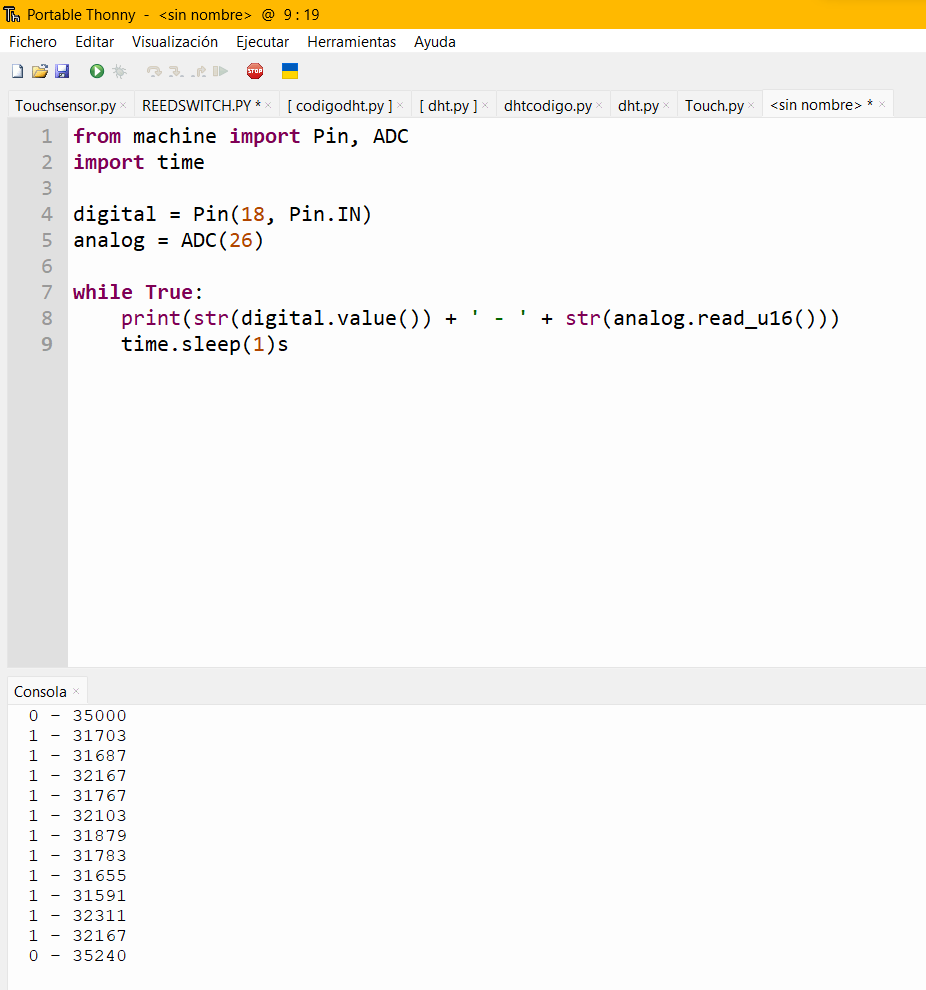 Portable Thonny - <sin nombre> @ 9 : 19
Fichero Editar Visualización Ejecutar Herramientas Ayuda
STOP
Touchsensor.py × REEDSWITCH.PY * × [ codigodht.py ] × [ dht.py ] × dhtcodigo.py × dht.py × Touch.py × <sin nombre> * ×
1 from machine import Pin, ADC
2 import time
3
4 digital = Pin(18, Pin.IN)
5 analog = ADC(26)
6
7 while True:
8     print(str(digital.value()) + ' - ' + str(analog.read_u16()))
9     time.sleep(1)s
Consola ×
0 - 35000
1 - 31703
1 - 31687
1 - 32167
1 - 31767
1 - 32103
1 - 31879
1 - 31783
1 - 31655
1 - 31591
1 - 32311
1 - 32167
0 - 35240